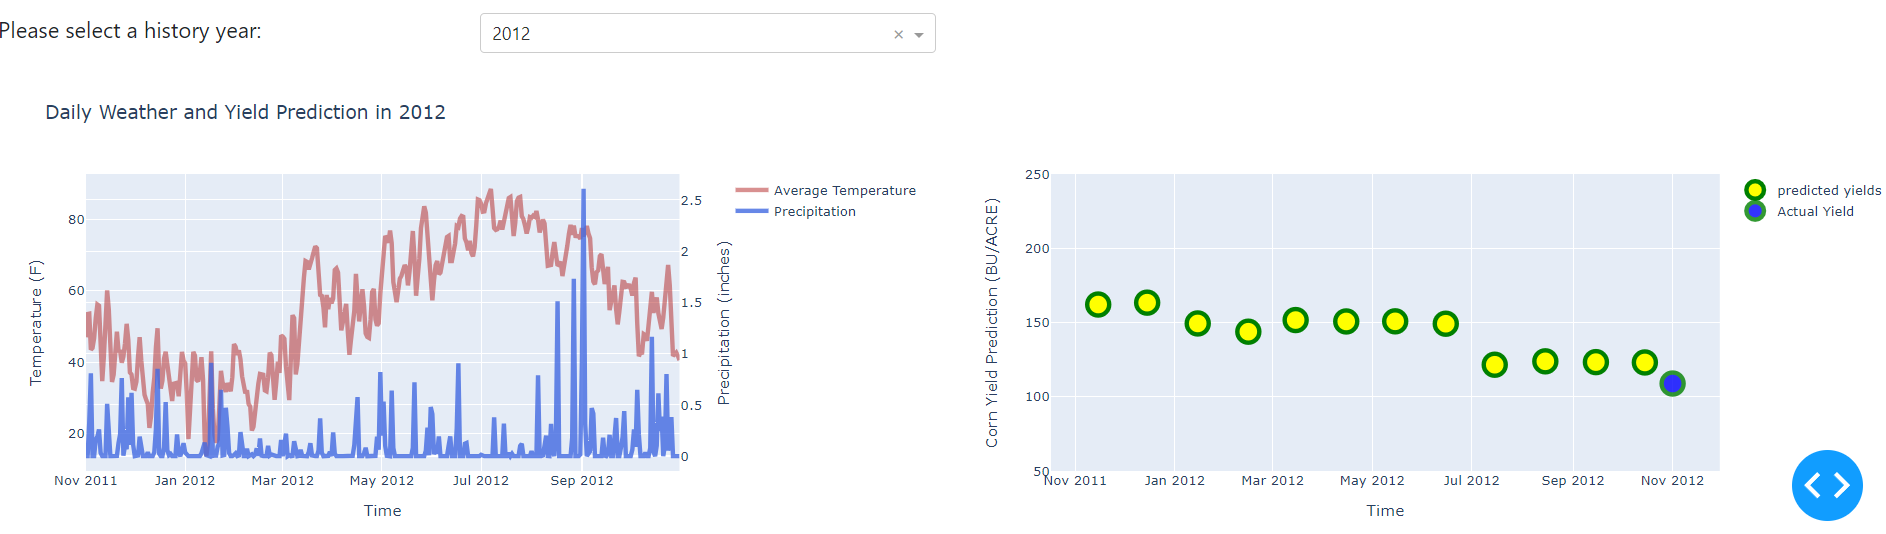 Please select a history year:
2012
Daily Weather and Yield Prediction in 2012
Average Temperature
Precipitation
Temperature (F)
80
60
40
20
2.5
2
1.5
1
0.5
0
Precipitation (inches)
Nov 2011 Jan 2012 Mar 2012 May 2012 Jul 2012 Sep 2012
Time
predicted yields
Actual Yield
Corn Yield Prediction (BU/ACRE)
250
200
150
100
50
Nov 2011 Jan 2012 Mar 2012 May 2012 Jul 2012 Sep 2012 Nov 2012
Time